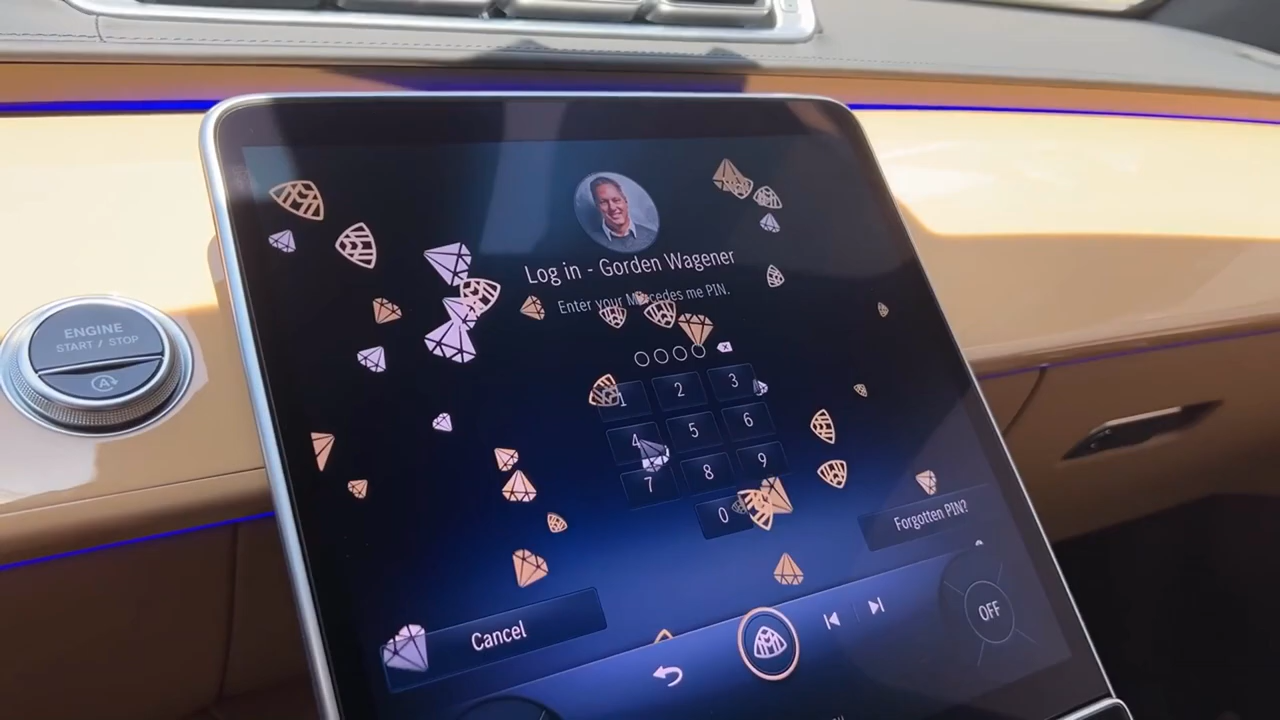 ENGINE
START / STOP
A
Log in - Gorden Wagener
Enter your Mercedes me PIN.
1 2 3
4 5 6
7 8 9
0
Forgotten PIN?
Cancel
OFF